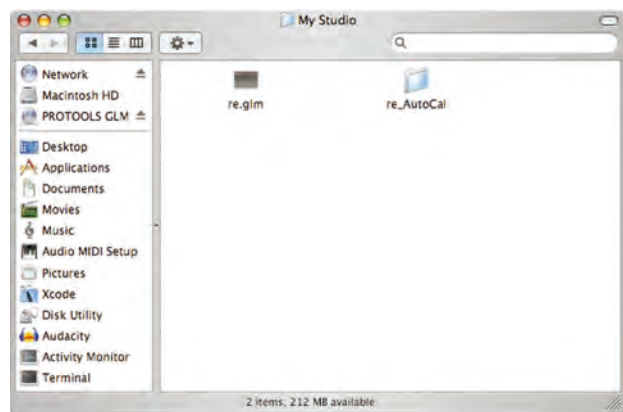 My Studio
Network
Macintosh HD
PROTOOLS GLM
Desktop
Applications
Documents
Movies
Music
Audio MIDI Setup
Pictures
Xcode
Disk Utility
Audacity
Activity Monitor
Terminal
re.glm
re_AutoCal
2 items, 212 MB available